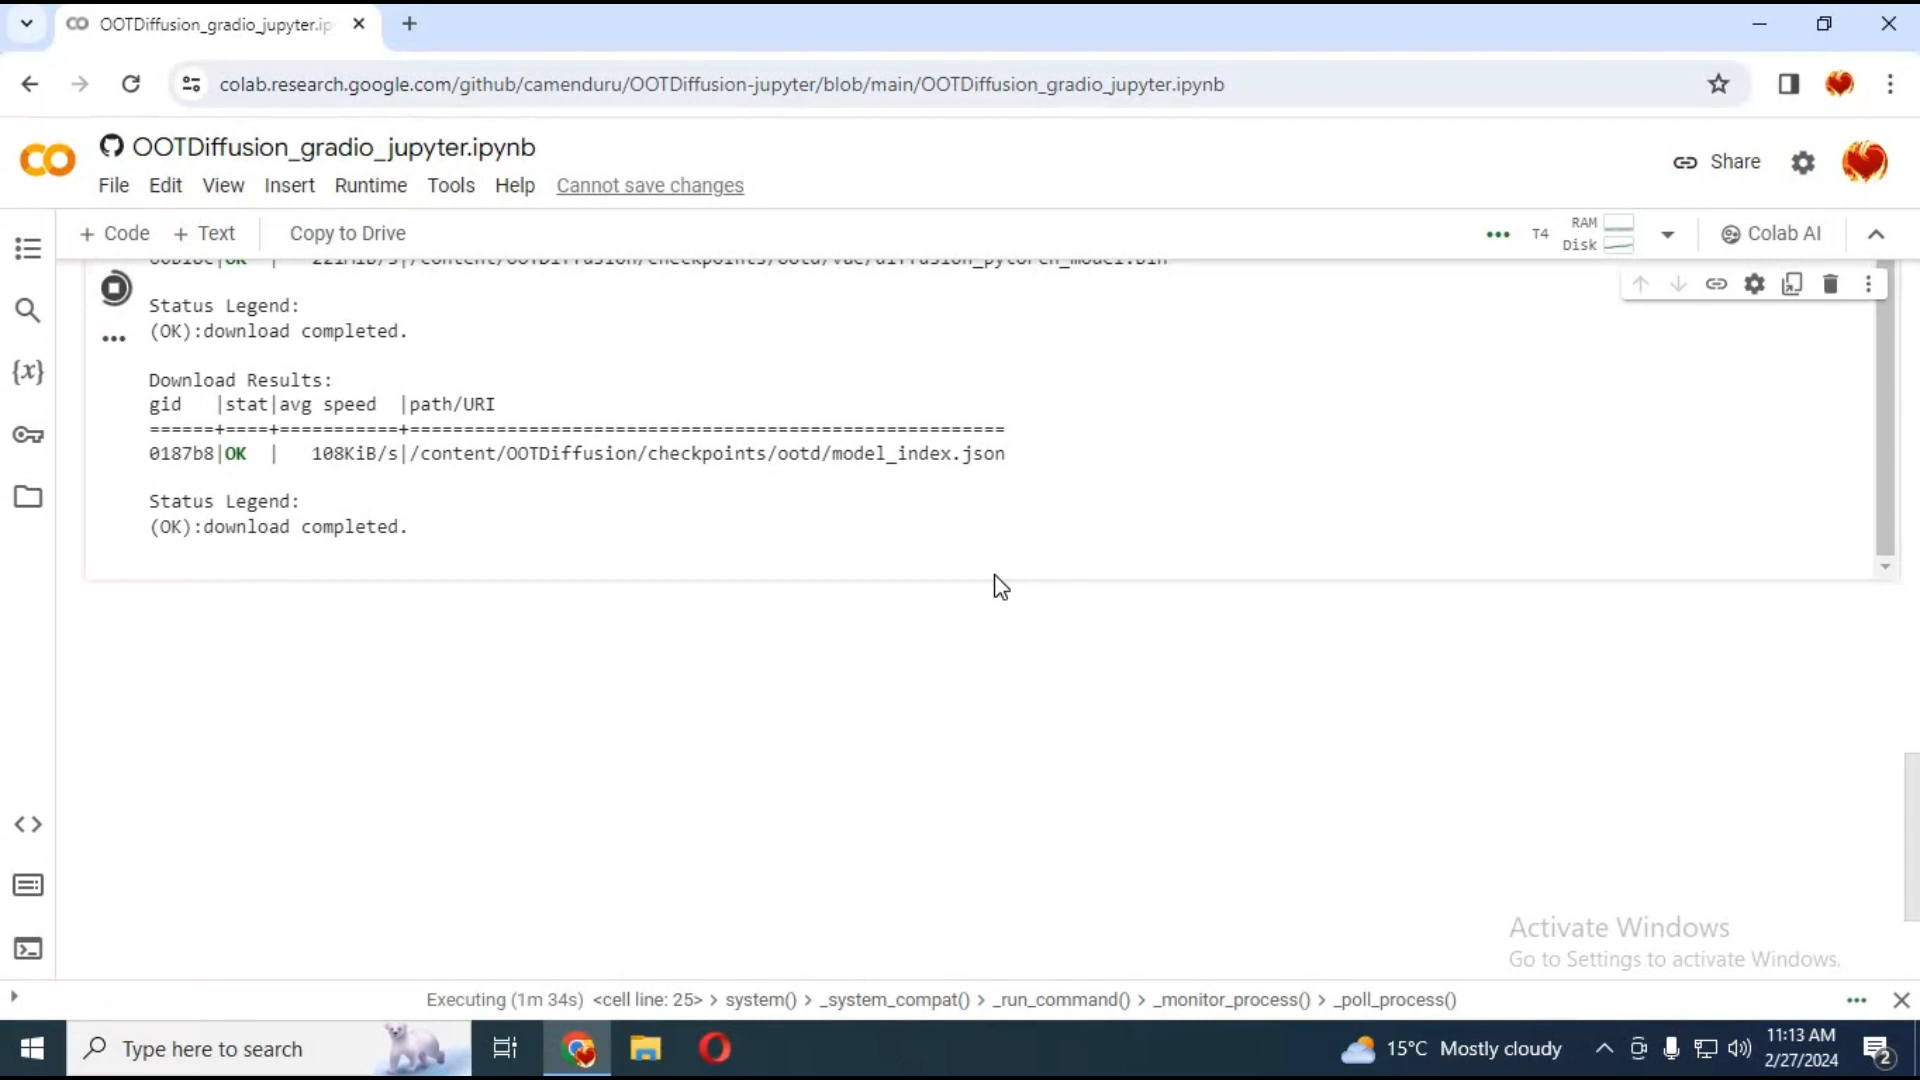 OOTDiffusion_gradio_jupyter.ip
colab.research.google.com/github/camenduru/OOTDiffusion-jupyter/blob/main/OOTDiffusion_gradio_jupyter.ipynb
OOTDiffusion_gradio_jupyter.ipynb
Share
File Edit View Insert Runtime Tools Help Cannot save changes
+ Code + Text Copy to Drive
T4 RAM Disk Colab AI
Status Legend:
(OK):download completed.
Download Results:
gid |stat|avg speed |path/URI
======+====+===========+=======================================================
0187b8|OK | 108KiB/s|/content/OOTDiffusion/checkpoints/ootd/model_index.json
Status Legend:
(OK):download completed.
Activate Windows
Go to Settings to activate Windows.
Executing (1m 34s) <cell line: 25> > system() > _system_compat() > _run_command() > _monitor_process() > _poll_process()
Type here to search
15°C Mostly cloudy
11:13 AM
2/27/2024
2